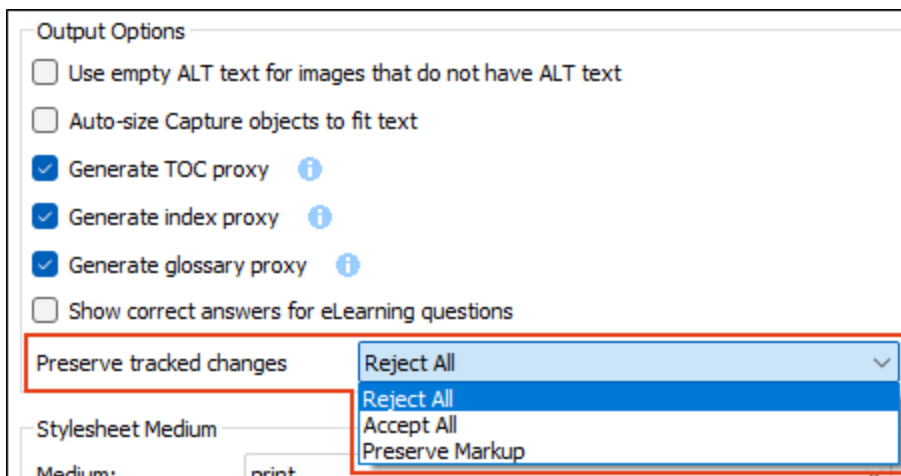 Output Options
Use empty ALT text for images that do not have ALT text
Auto-size Capture objects to fit text
Generate TOC proxy
Generate index proxy
Generate glossary proxy
Show correct answers for eLearning questions
Preserve tracked changes Reject All
Reject All
Accept All
Preserve Markup
Stylesheet Medium
Medium: print